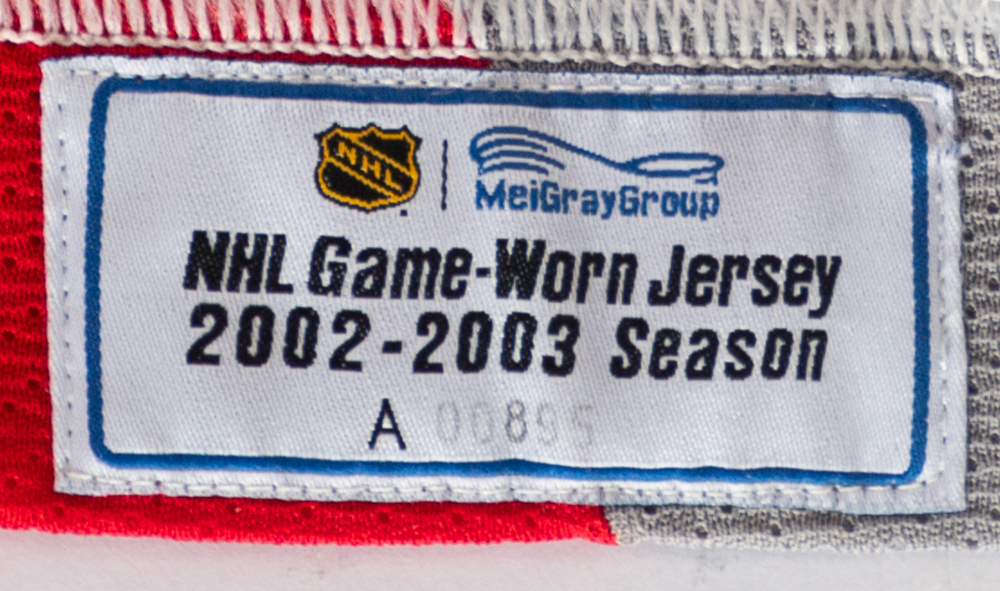 NHL | MeiGrayGroup
NHL Game-Worn Jersey
2002-2003 Season
A 00895